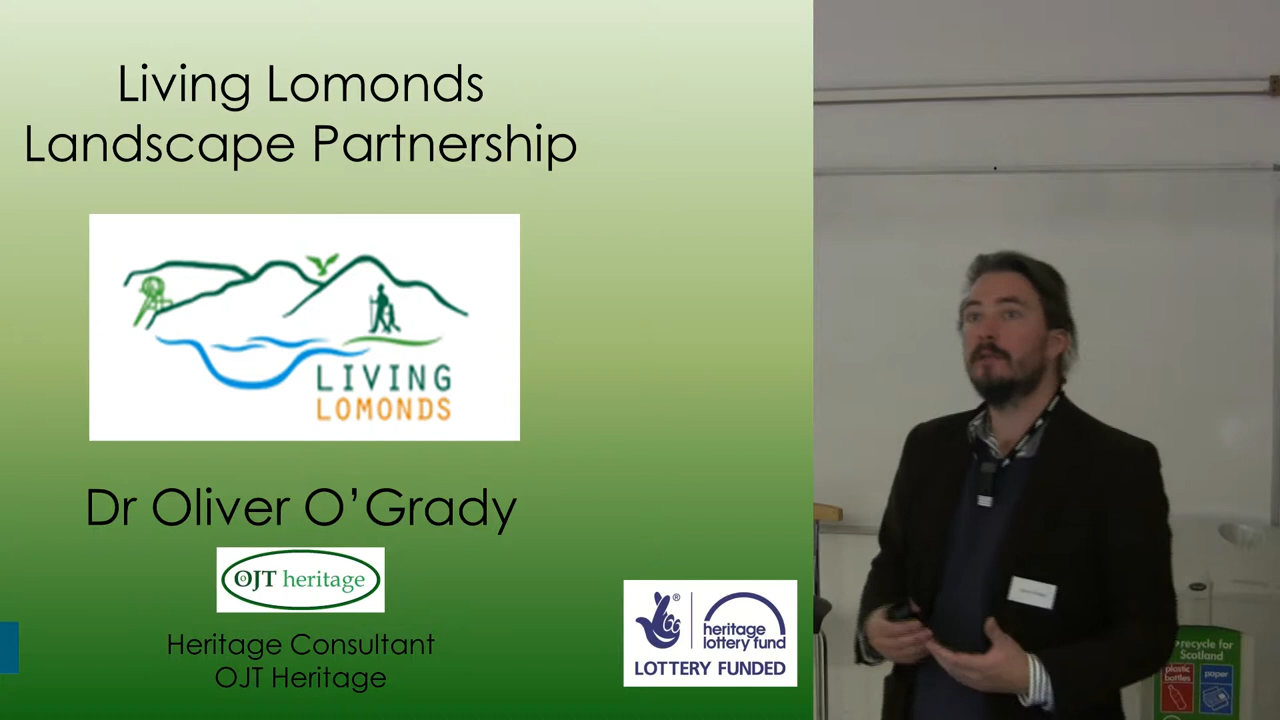 Living Lomonds
Landscape Partnership
LIVING
LOMONDS
Dr Oliver O'Grady
OJT heritage
Heritage Consultant
OJT Heritage
®
heritage
lottery fund
LOTTERY FUNDED
recycle for
Scotland
plastic
bottles
paper